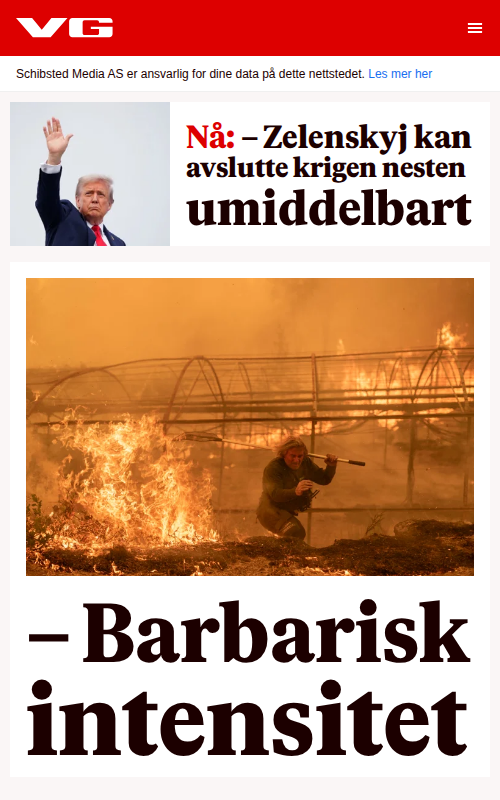 VG
Schibsted Media AS er ansvarlig for dine data på dette nettstedet. Les mer her
Nå: – Zelenskyj kan
avslutte krigen nesten
umiddelbart
– Barbarisk
intensitet